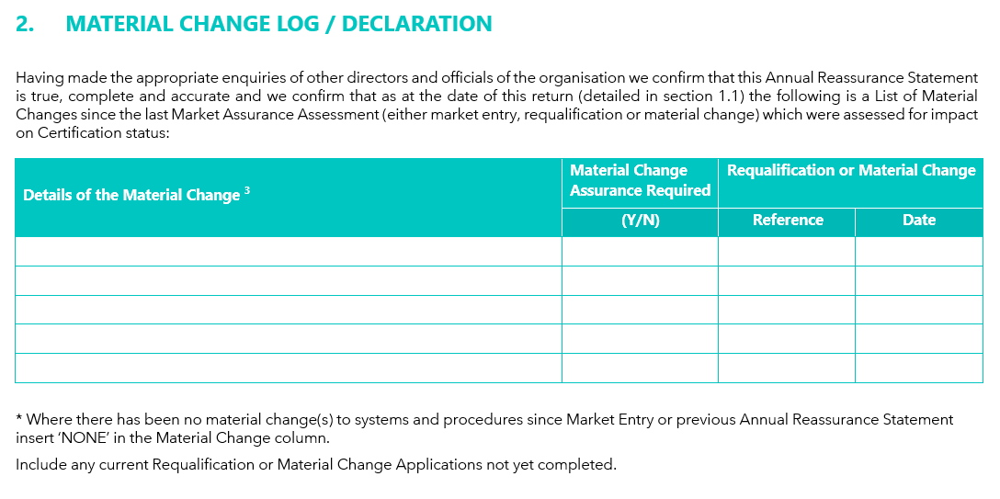 2. MATERIAL CHANGE LOG / DECLARATION
Having made the appropriate enquiries of other directors and officials of the organisation we confirm that this Annual Reassurance Statement
is true, complete and accurate and we confirm that as at the date of this return (detailed in section 1.1) the following is a List of Material
Changes since the last Market Assurance Assessment (either market entry, requalification or material change) which were assessed for impact
on Certification status:
Details of the Material Change 3
Material Change
Assurance Required
(Y/N)
Requalification or Material Change
Reference
Date
* Where there has been no material change(s) to systems and procedures since Market Entry or previous Annual Reassurance Statement
insert ‘NONE’ in the Material Change column.
Include any current Requalification or Material Change Applications not yet completed.